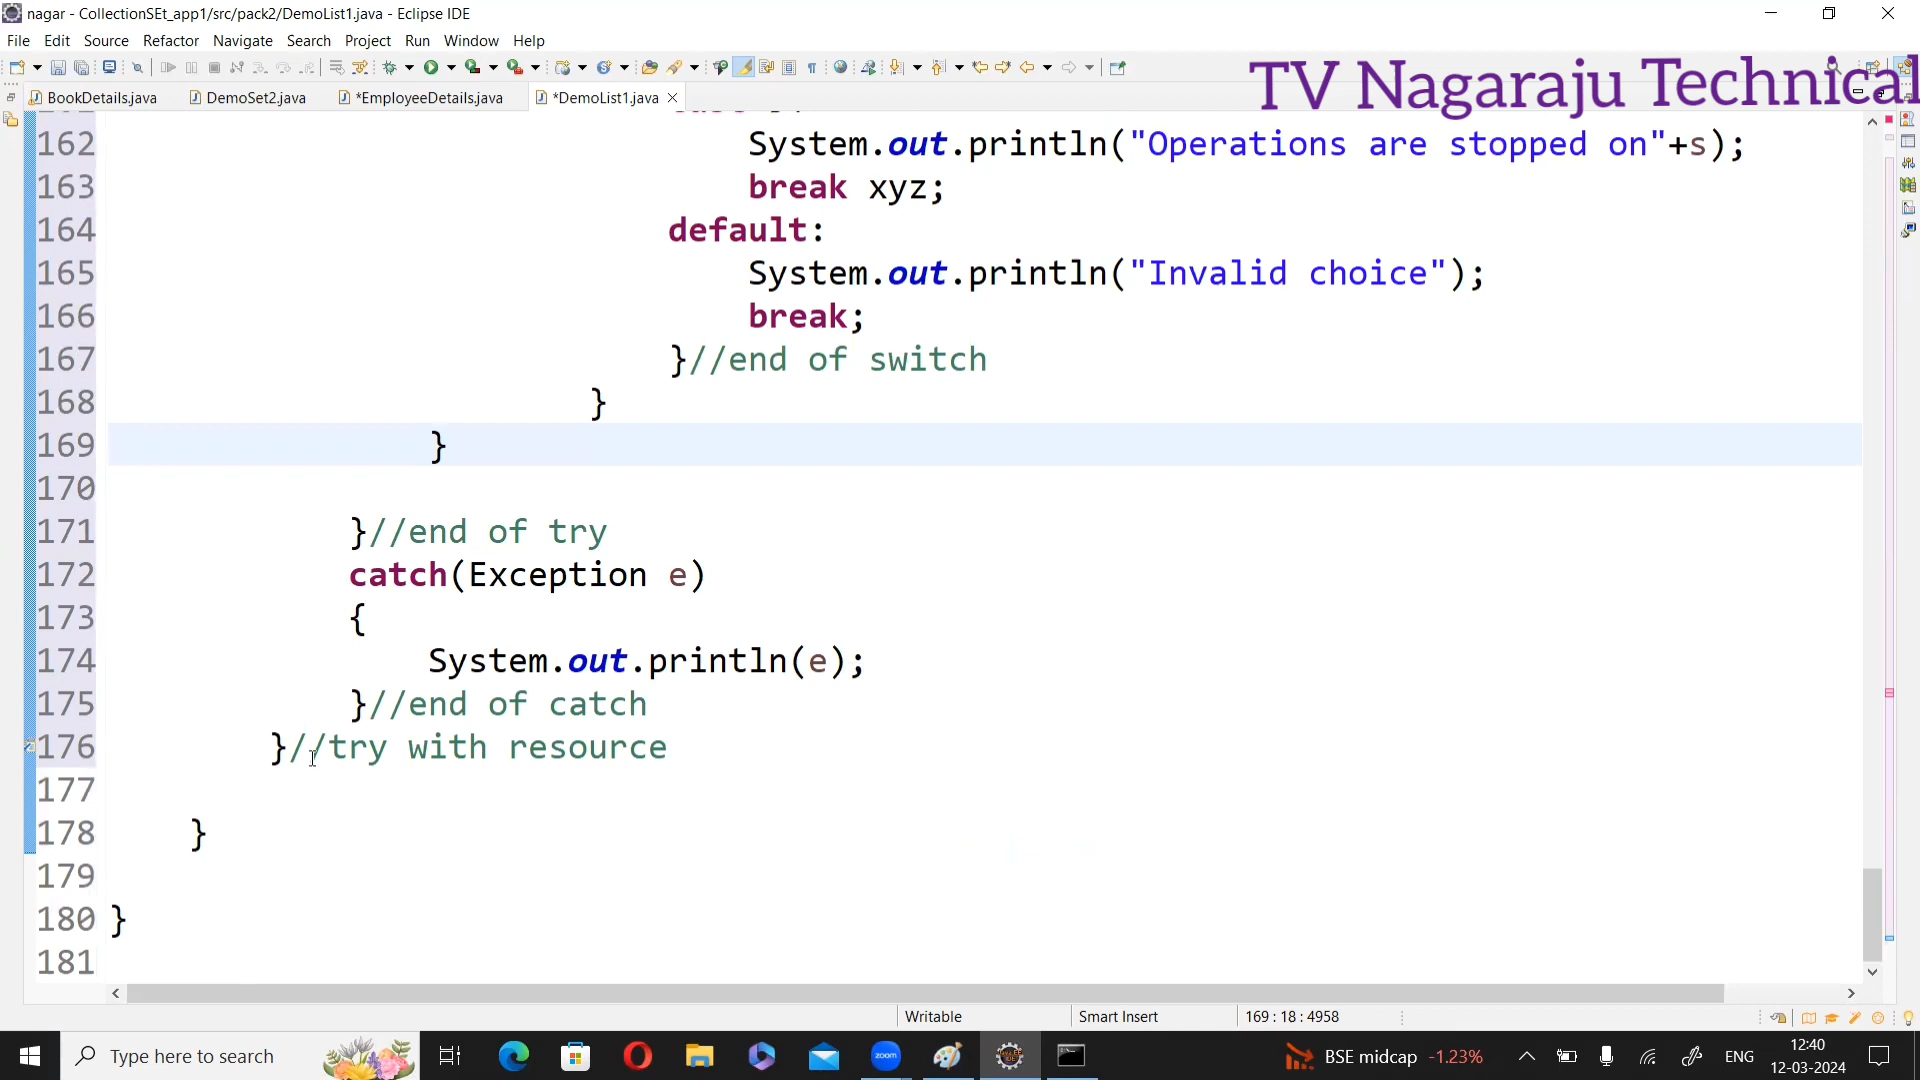 nagar - CollectionSEt_app1/src/pack2/DemoList1.java - Eclipse IDE
File Edit Source Refactor Navigate Search Project Run Window Help
TV Nagaraju Technical
BookDetails.java DemoSet2.java *EmployeeDetails.java *DemoList1.java
162 System.out.println("Operations are stopped on"+s);
163 break xyz;
164 default:
165 System.out.println("Invalid choice");
166 break;
167 }//end of switch
168 }
169 }
170
171 }//end of try
172 catch(Exception e)
173 {
174 System.out.println(e);
175 }//end of catch
176 }//try with resource
177
178 }
179
180 }
181
Writable Smart Insert 169 : 18 : 4958
Type here to search zoom BSE midcap -1.23% ENG 12:40
12-03-2024